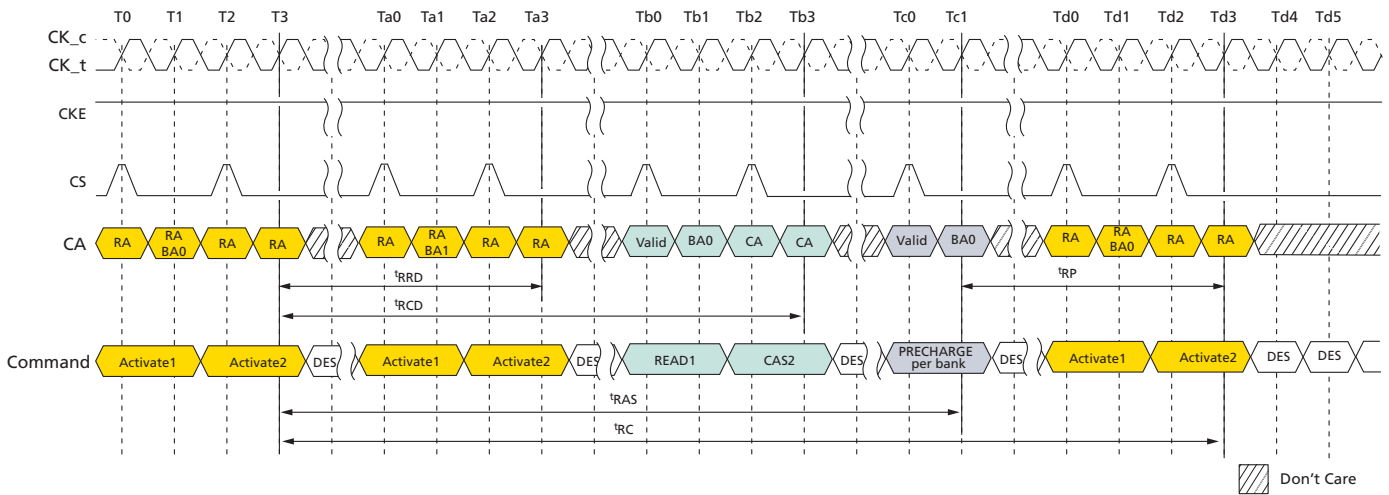 T0 T1 T2 T3 Ta0 Ta1 Ta2 Ta3 Tb0 Tb1 Tb2 Tb3 Tc0 Tc1 Td0 Td1 Td2 Td3 Td4 Td5
CK_c
CK_t
CKE
CS
CA RA RA BA0 RA RA RA RA BA1 RA RA Valid BA0 CA CA Valid BA0 RA RA BA0 RA RA
tRRD tRP
tRCD
Command Activate1 Activate2 DES Activate1 Activate2 DES READ1 CAS2 DES PRECHARGE per bank DES Activate1 Activate2 DES DES
tRAS
tRC
Don't Care